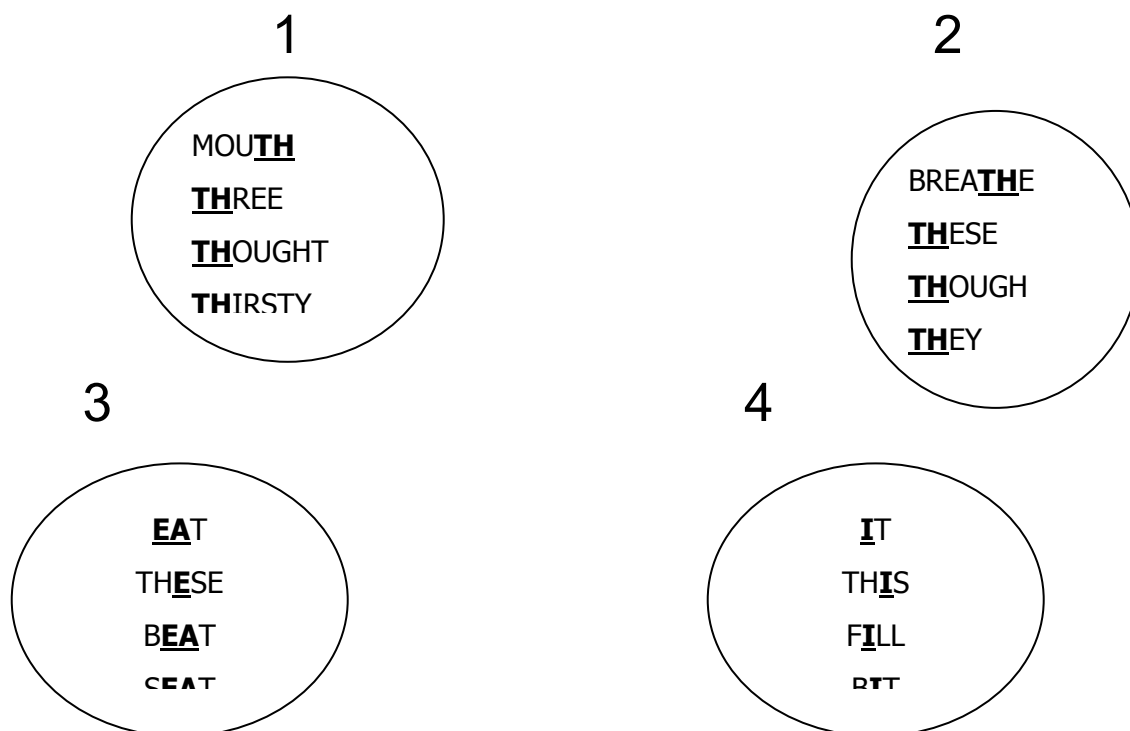 1
MOUTH
THREE
THOUGHT
THIRSTY
2
BREATHE
THESE
THOUGH
THEY
3
EAT
THESE
BEAT
SEAT
4
IT
THIS
FILL
BIT